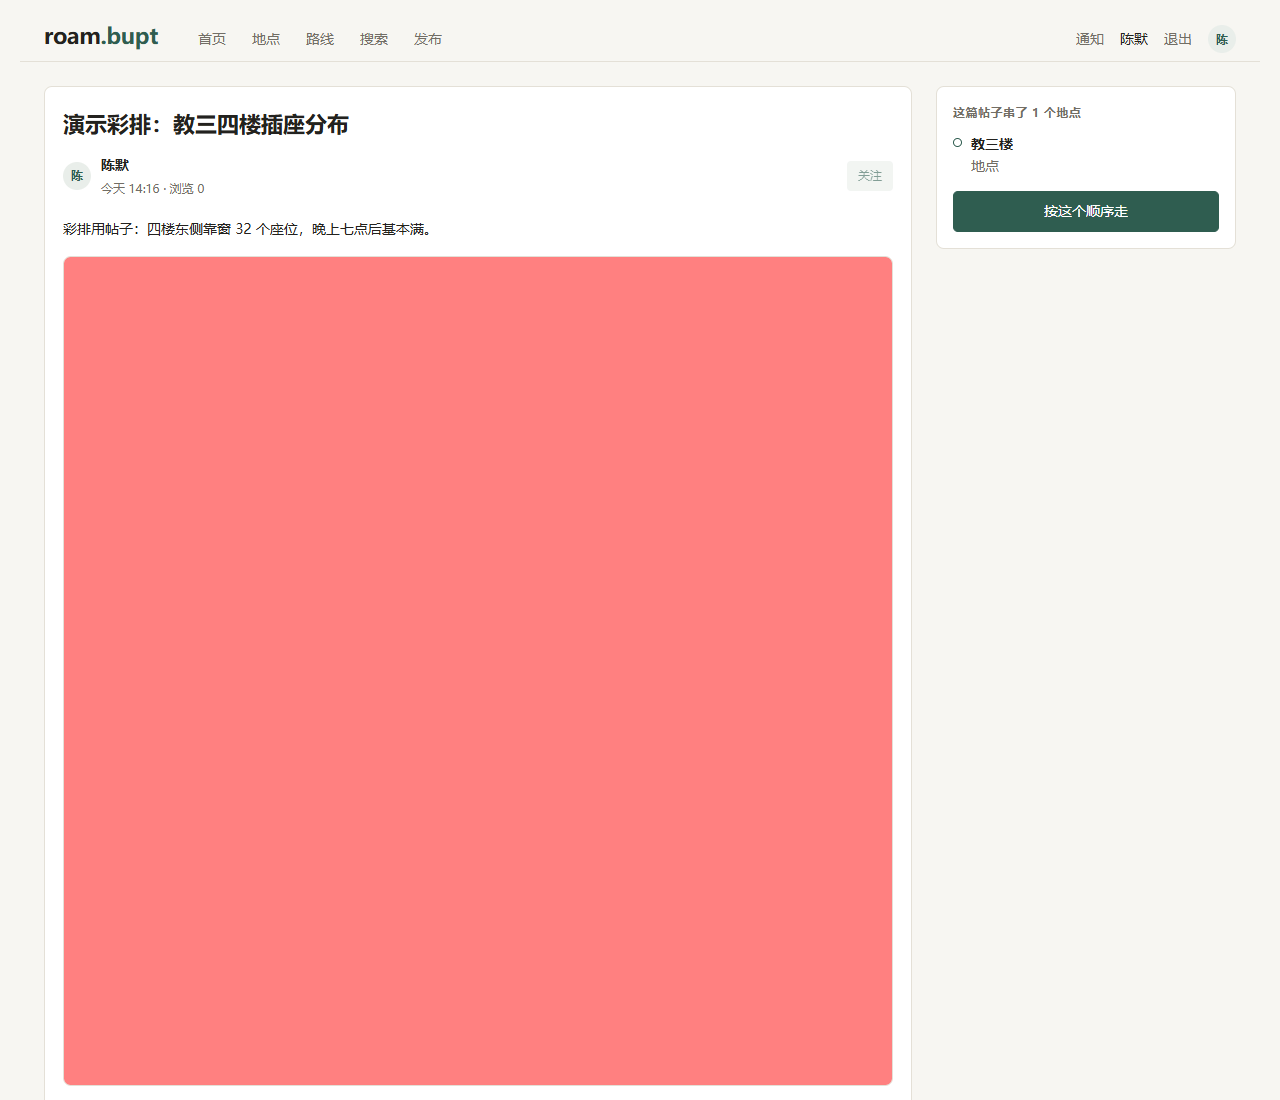 roam.bupt 首页 地点 路线 搜索 发布 通知 陈默 退出 陈
演示彩排：教三四楼插座分布
陈 陈默
今天 14:16 · 浏览 0
关注
彩排用帖子：四楼东侧靠窗 32 个座位，晚上七点后基本满。
这篇帖子串了 1 个地点
教三楼
地点
按这个顺序走